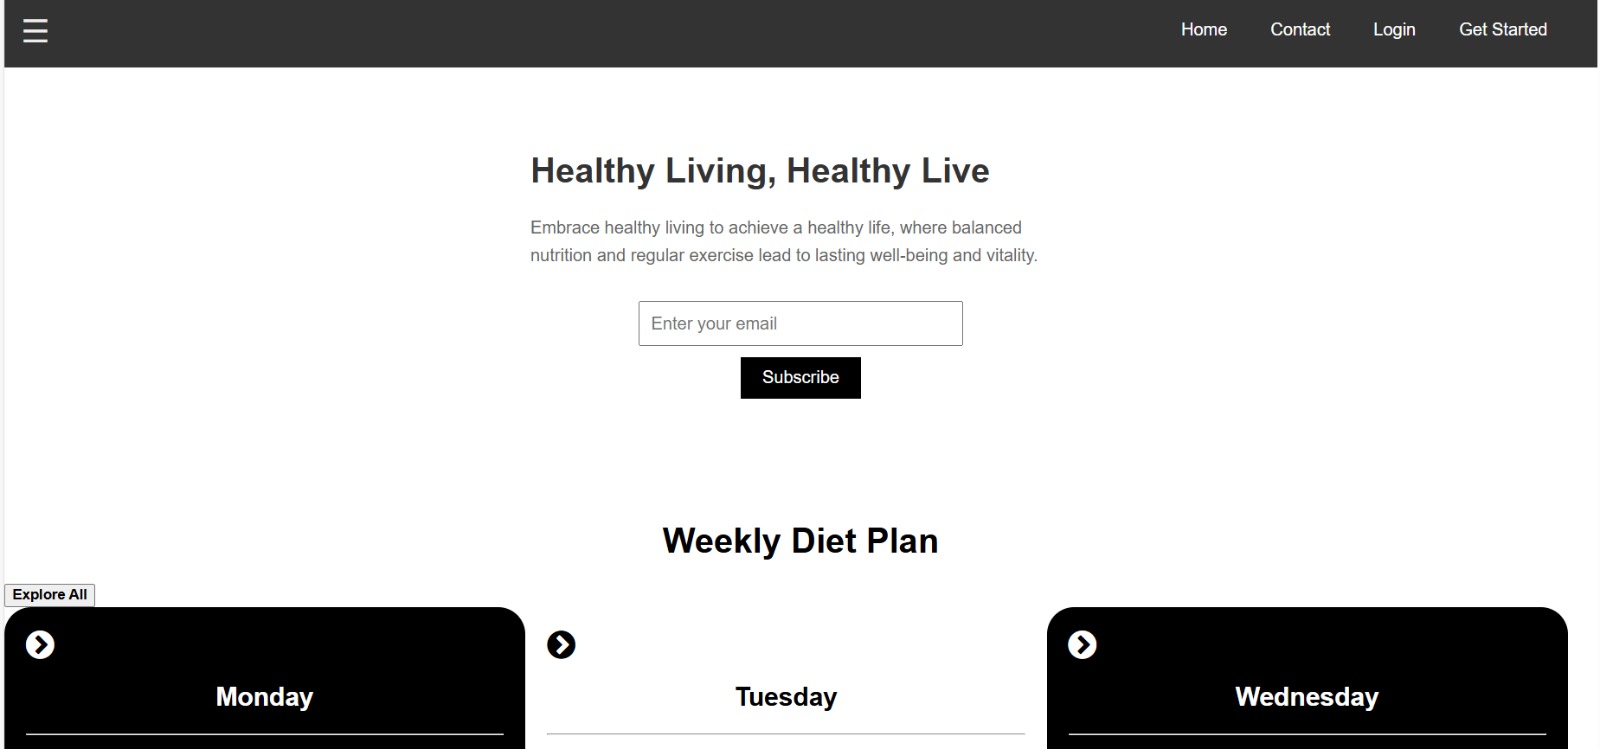 Home Contact Login Get Started
Healthy Living, Healthy Live
Embrace healthy living to achieve a healthy life, where balanced
nutrition and regular exercise lead to lasting well-being and vitality.
Enter your email
Subscribe
Weekly Diet Plan
Explore All
Monday Tuesday Wednesday